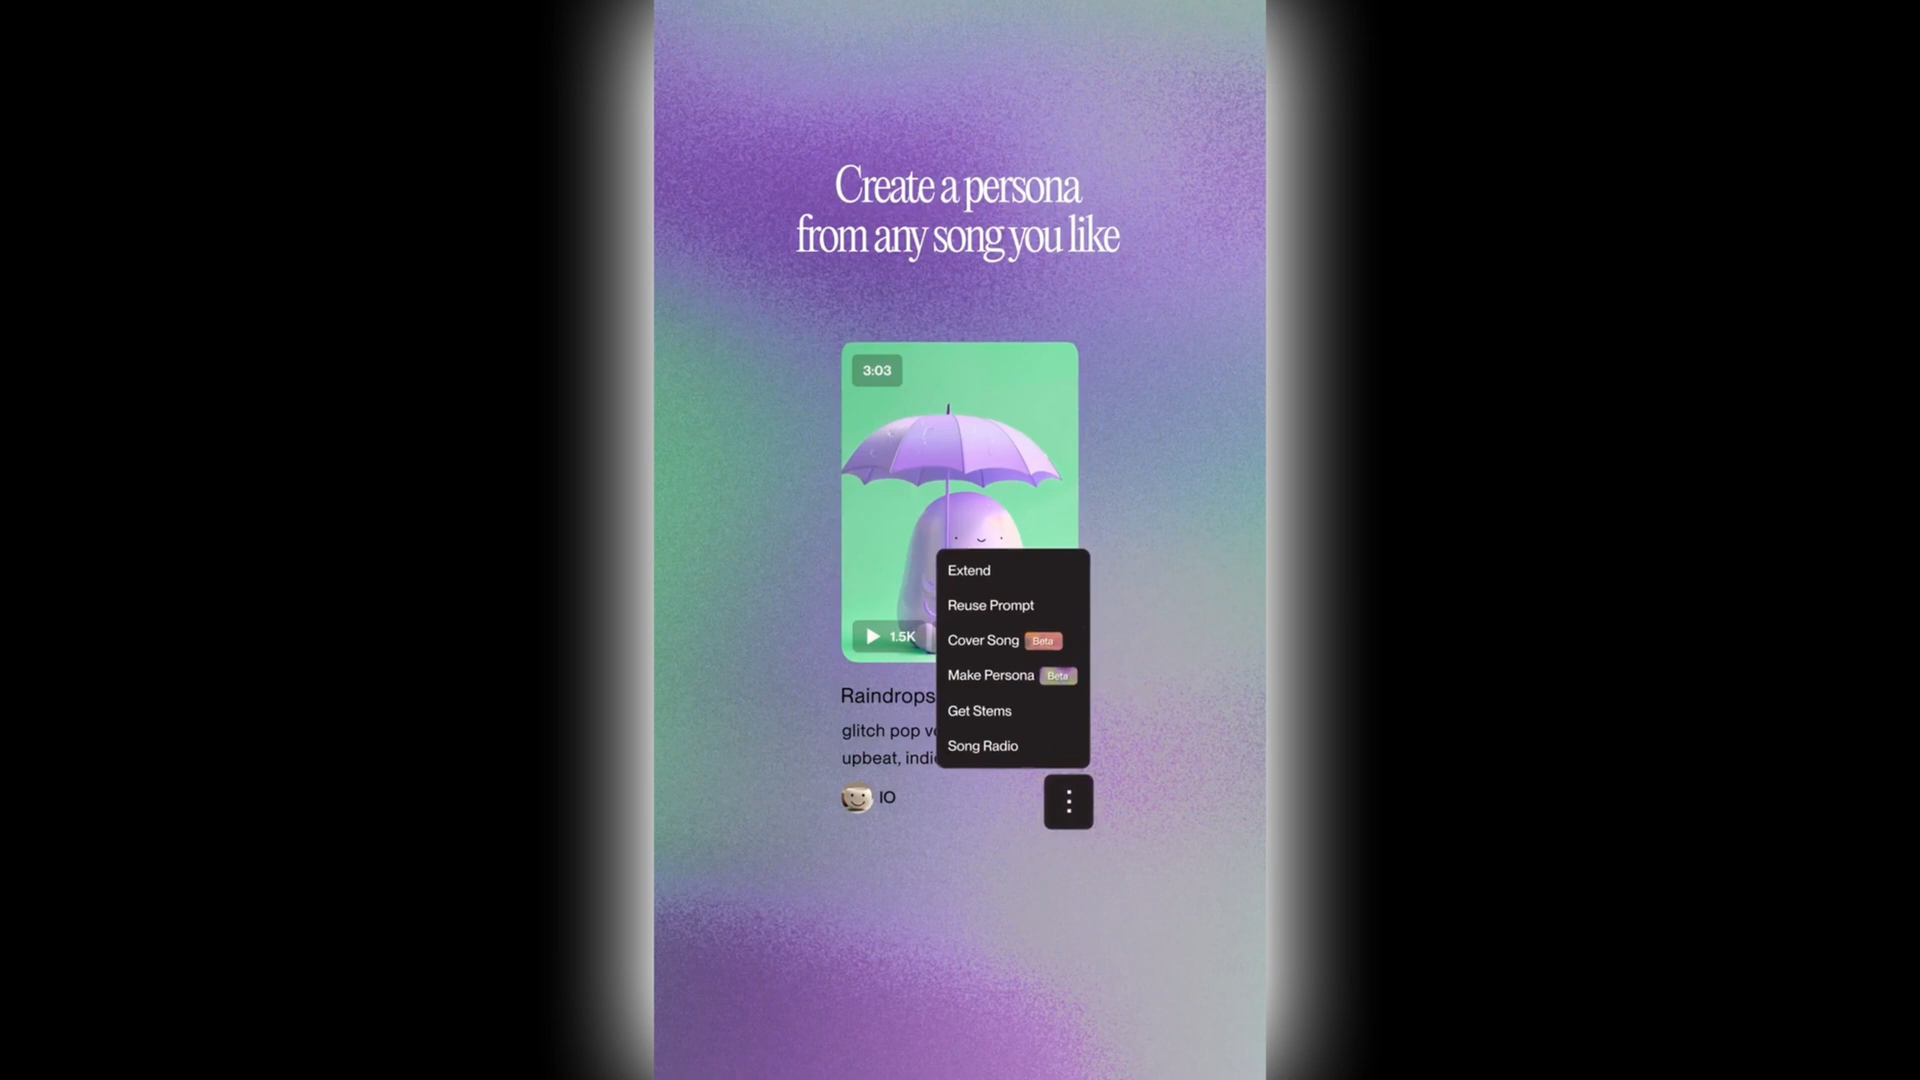 Create a persona
from any song you like
3:03
1.5K
Extend
Reuse Prompt
Cover Song Beta
Make Persona Beta
Get Stems
Song Radio
Raindrops
glitch pop
upbeat,
IO